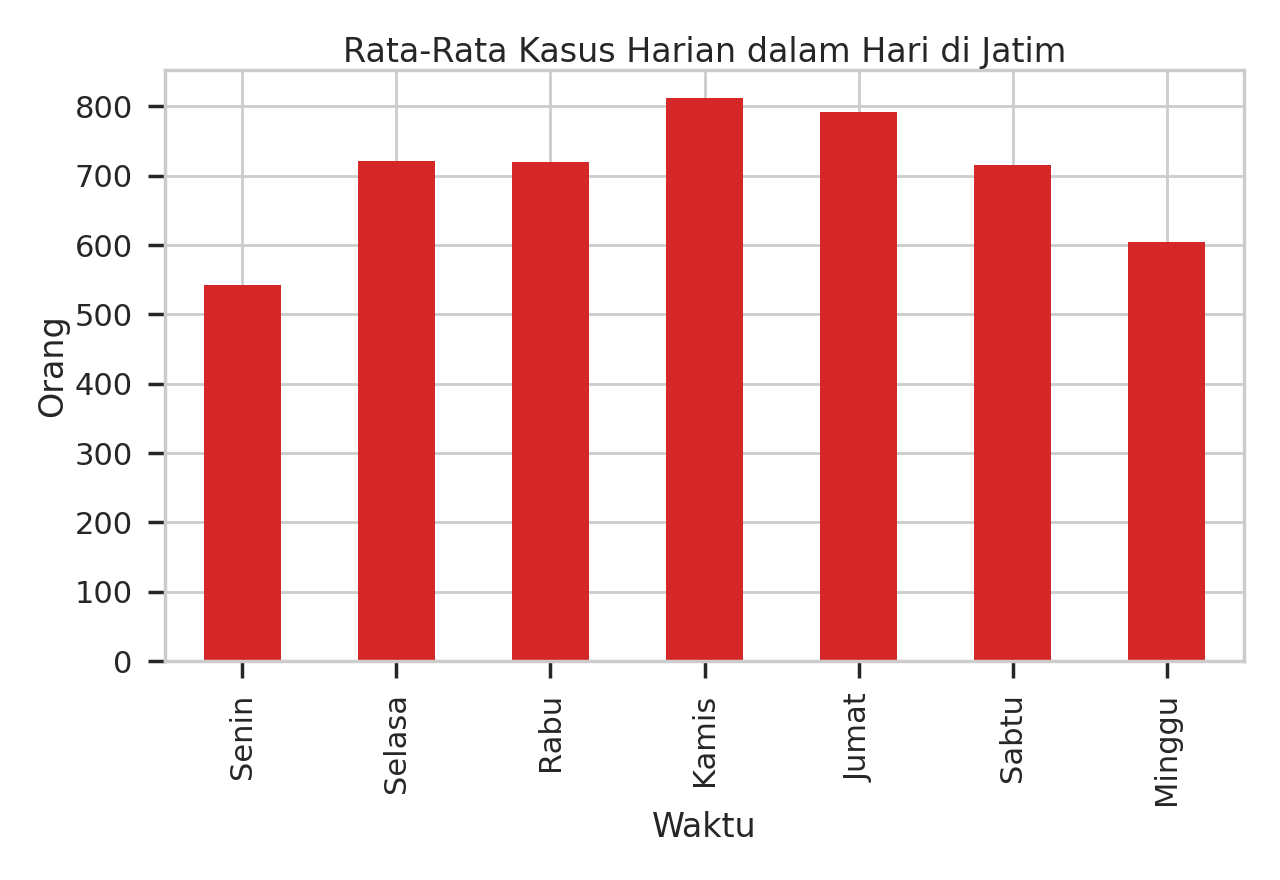 Rata-Rata Kasus Harian dalam Hari di Jatim
Orang
800
700
600
500
400
300
200
100
0
Senin
Selasa
Rabu
Kamis
Jumat
Sabtu
Minggu
Waktu